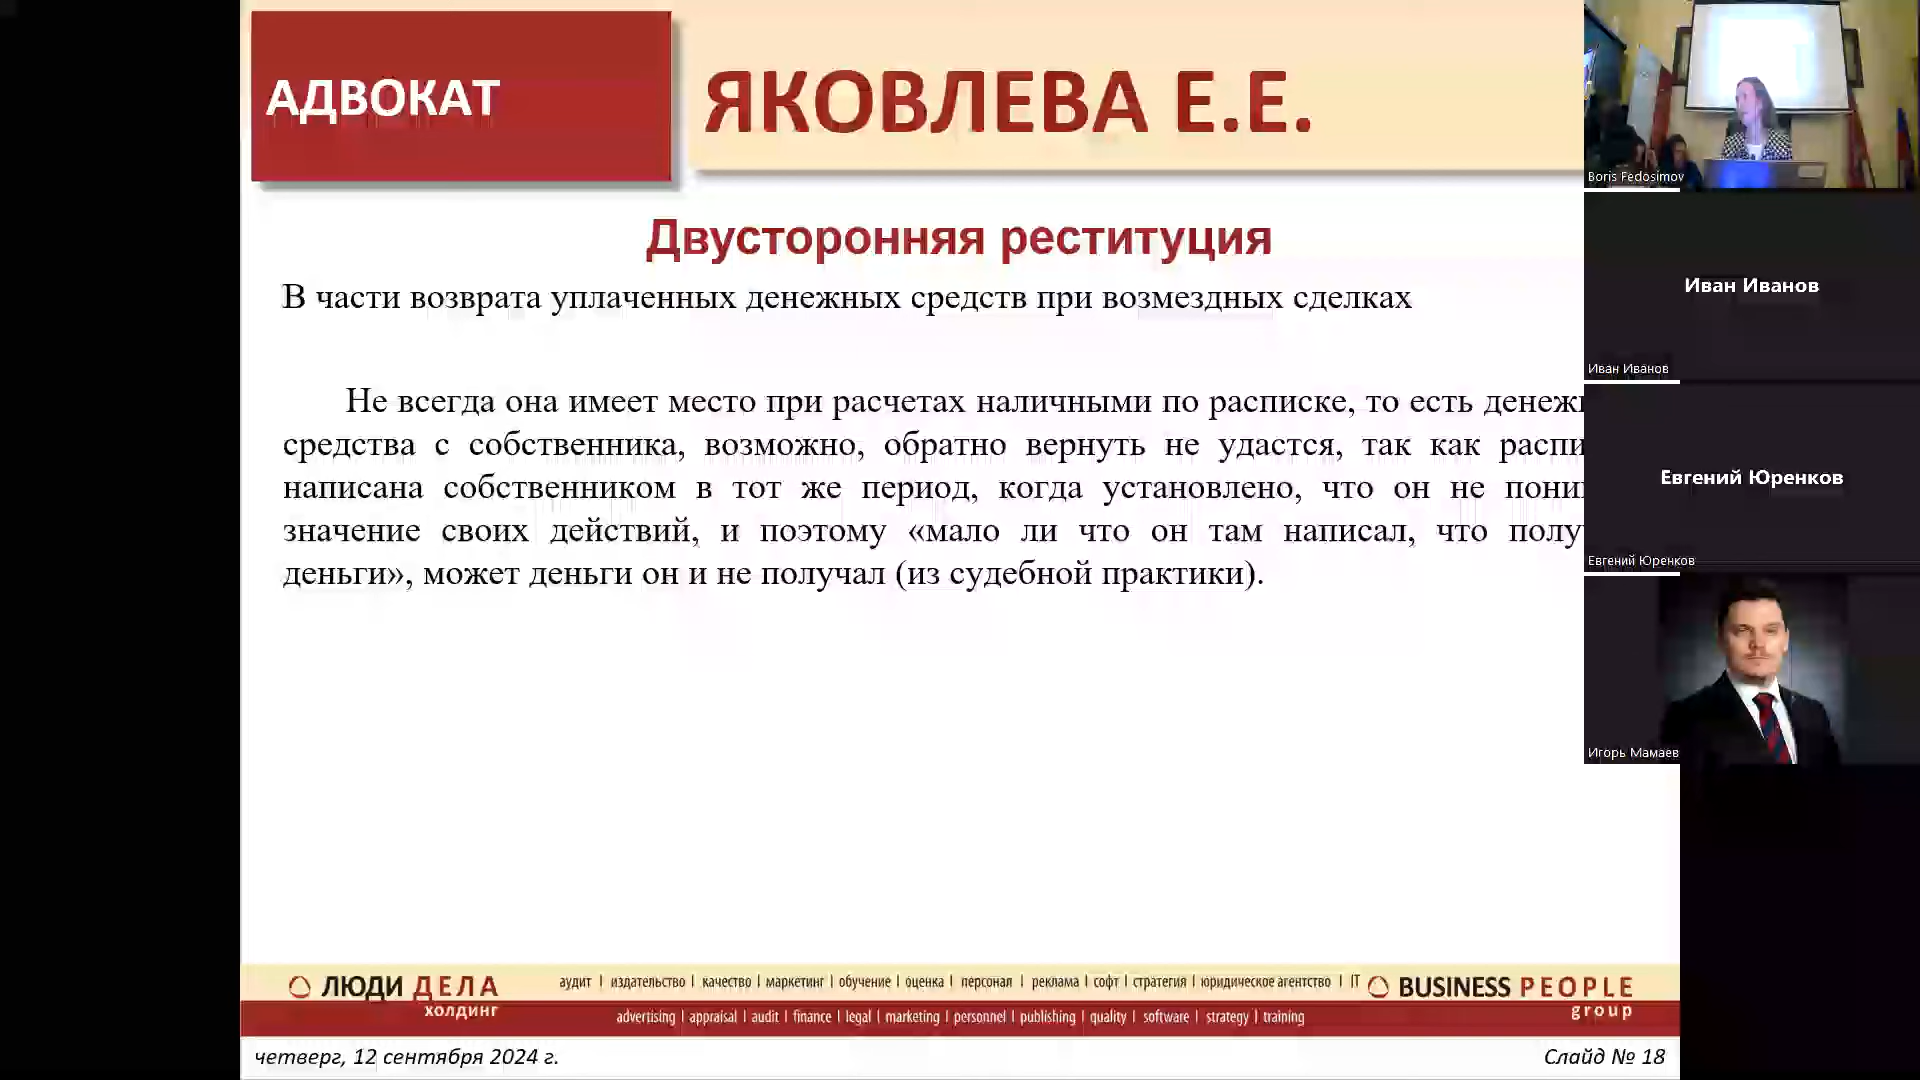 АДВОКАТ
ЯКОВЛЕВА Е.Е.
Двусторонняя реституция
В части возврата уплаченных денежных средств при возмездных сделках
Не всегда она имеет место при расчетах наличными по расписке, то есть
средства с собственника, возможно, обратно вернуть не удастся, так как
написана собственником в тот же период, когда установлено, что он не
значение своих действий, и поэтому «мало ли что он там написал, что
деньги», может деньги он и не получал (из судебной практики).
ЛЮДИ ДЕЛА
холдинг
аудит | издательство | качество | маркетинг | обучение | оценка | персонал | реклама | софт | стратегия | юридическое агентство | IT
advertising | appraisal | audit | finance | legal | marketing | personnel | publishing | quality | software | strategy | training
BUSINESS PEOPLE
group
четверг, 12 сентября 2024 г.
Слайд № 18
Boris Fedosimov
Иван Иванов
Иван Иванов
Евгений Юренков
Евгений Юренков
Игорь Мамаев